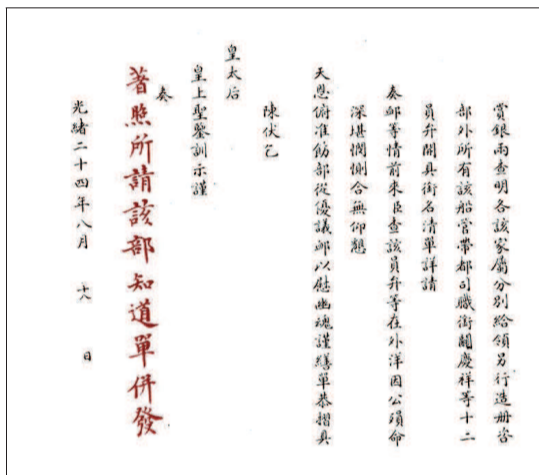 賞銀兩查明各該家屬分別給領另行造册咨
部外所有該船管帶都司職銜關慶祥等十二
員弁開具銜名清單詳請
奏卹等情前來臣查該員弁等在外洋因公殞命
深堪憫惻合無仰懇
天恩俯准飭部從優議卹以慰幽魂謹繕單恭摺具
陳伏乞
皇太后
皇上聖鑒訓示謹
奏
著照所請該部知道單併發
光緒二十四年八月 十八 日